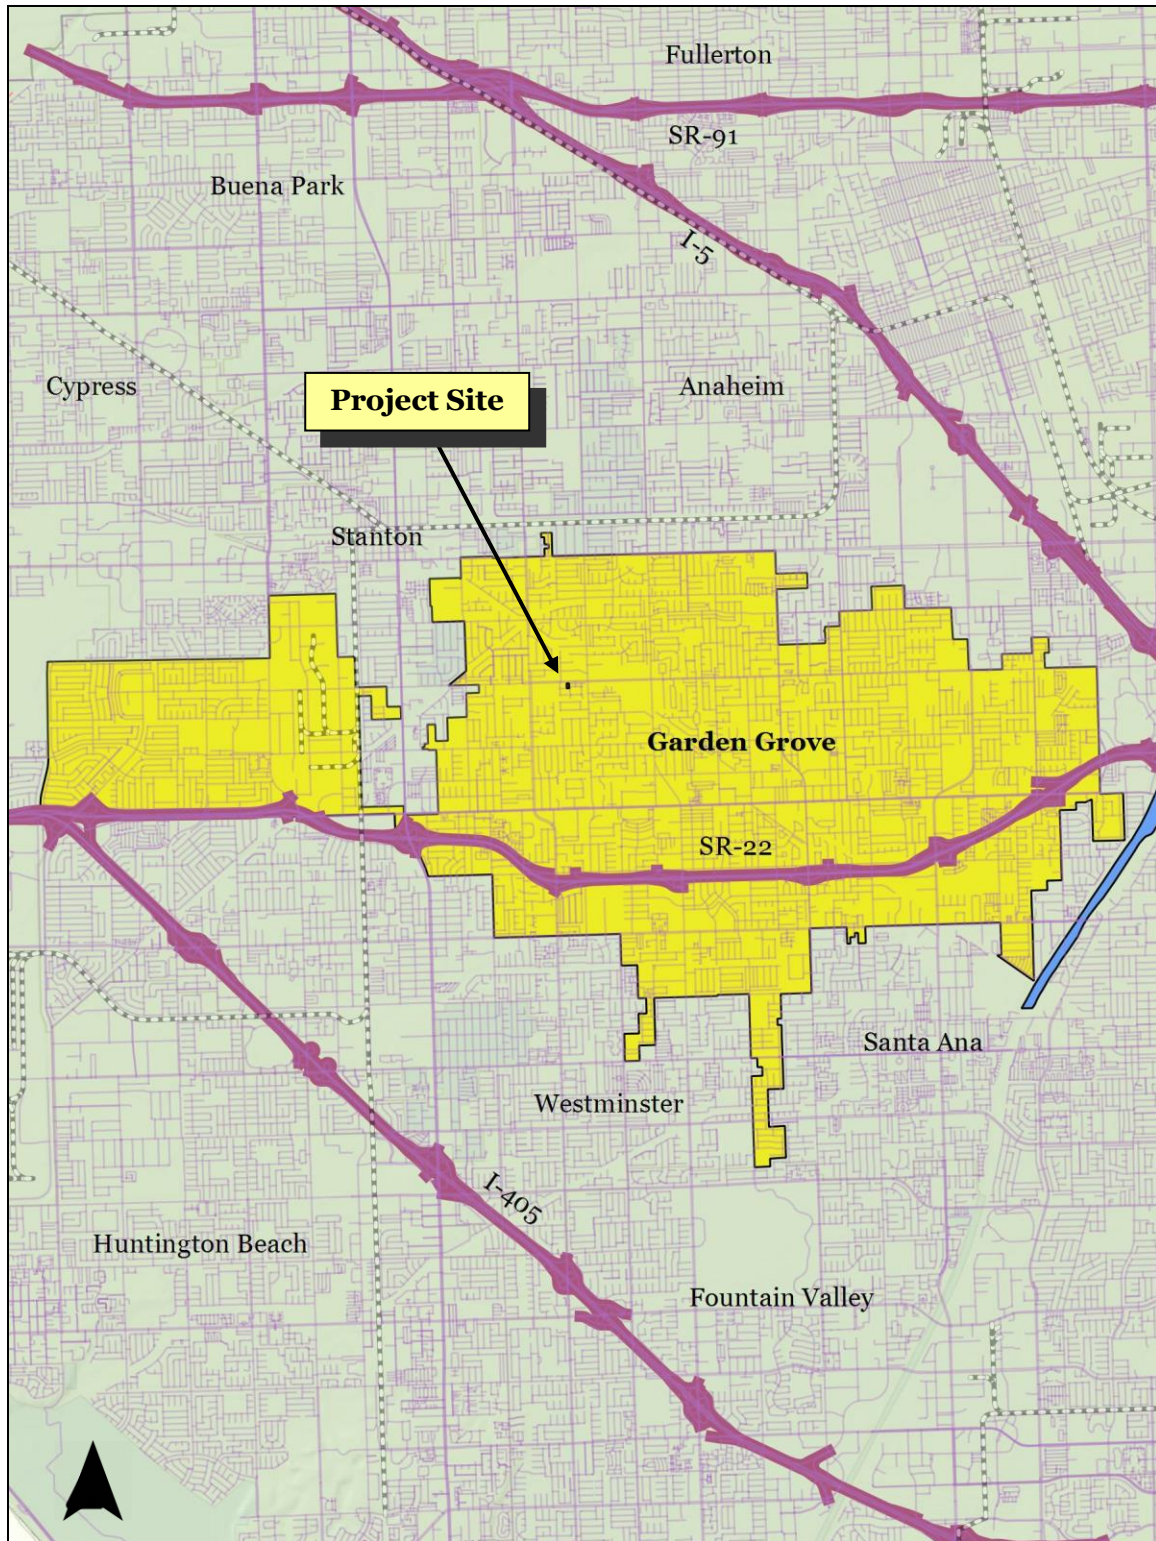 Fullerton
SR-91
Buena Park
I-5
Cypress
Anaheim
Project Site
Stanton
Garden Grove
SR-22
Santa Ana
Westminster
I-405
Huntington Beach
Fountain Valley